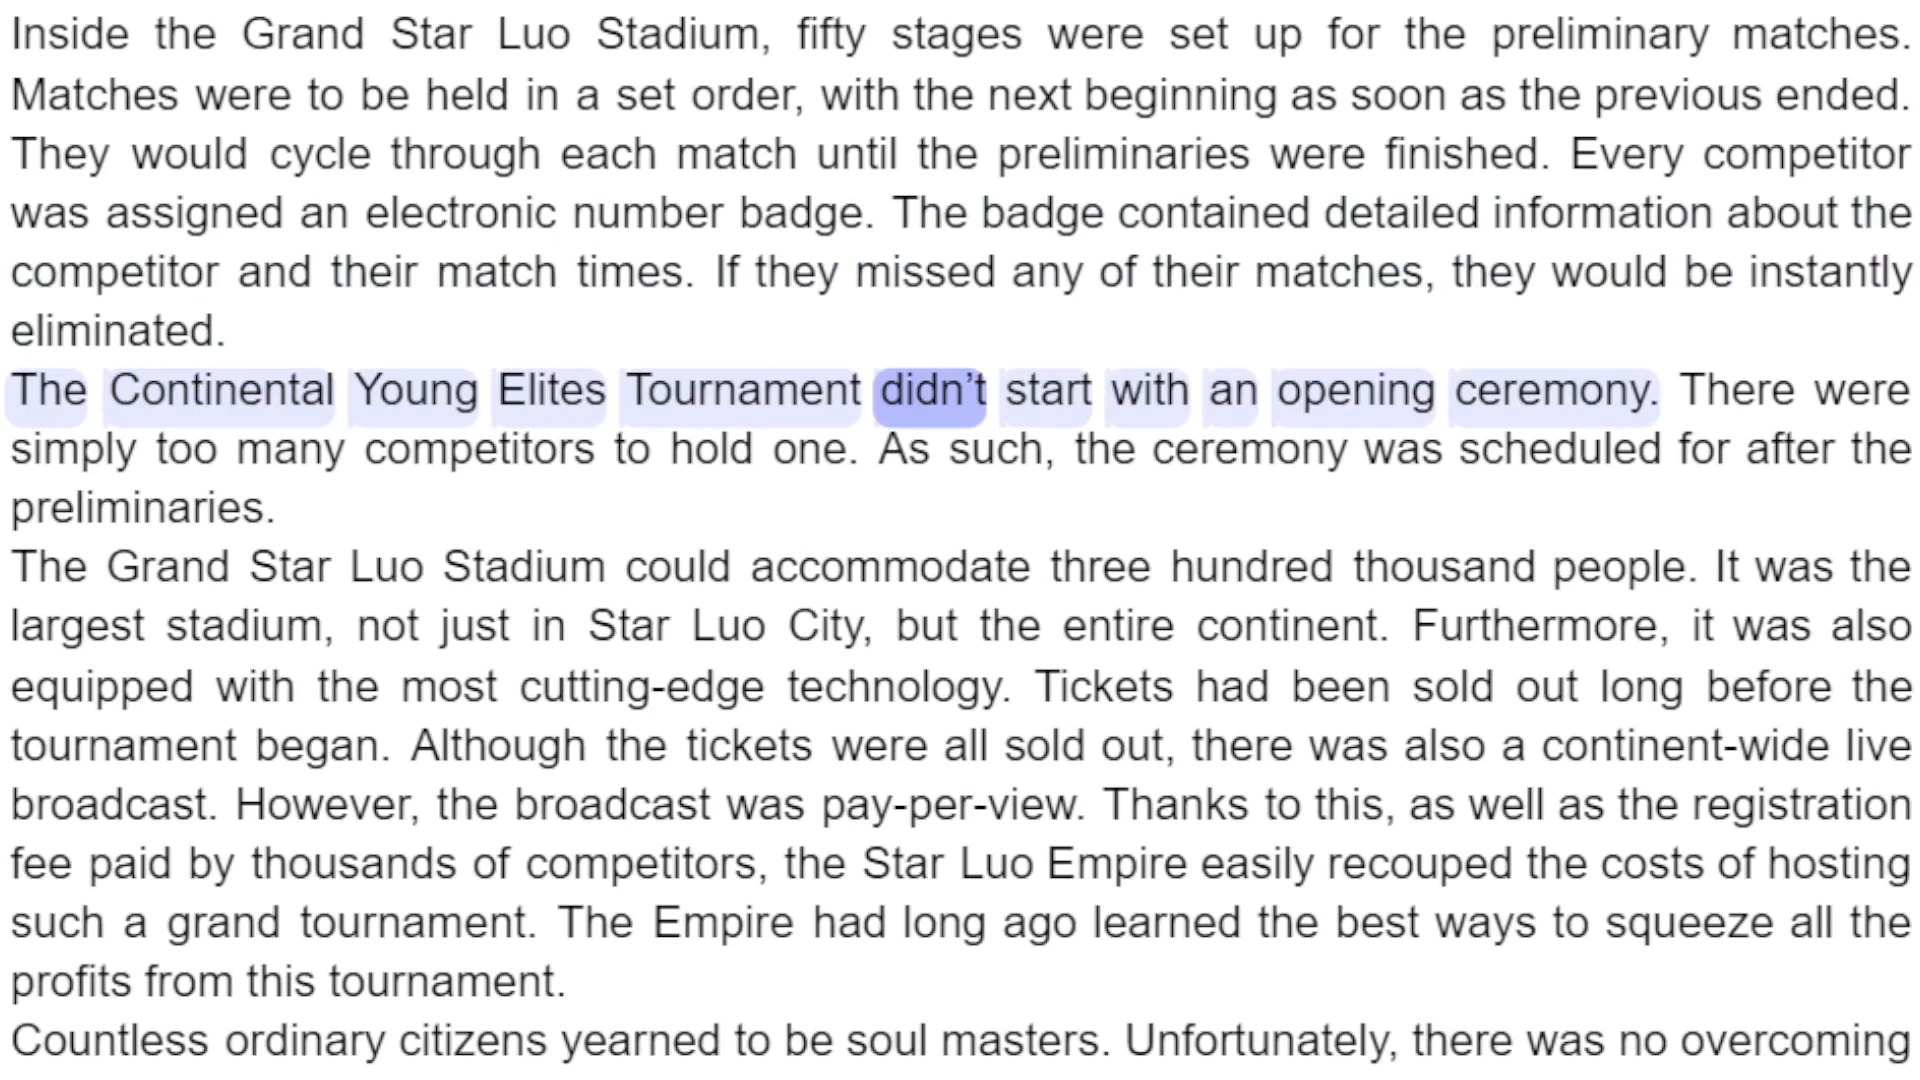 Inside the Grand Star Luo Stadium, fifty stages were set up for the preliminary matches.
Matches were to be held in a set order, with the next beginning as soon as the previous ended.
They would cycle through each match until the preliminaries were finished. Every competitor
was assigned an electronic number badge. The badge contained detailed information about the
competitor and their match times. If they missed any of their matches, they would be instantly
eliminated.
The Continental Young Elites Tournament didn’t start with an opening ceremony. There were
simply too many competitors to hold one. As such, the ceremony was scheduled for after the
preliminaries.
The Grand Star Luo Stadium could accommodate three hundred thousand people. It was the
largest stadium, not just in Star Luo City, but the entire continent. Furthermore, it was also
equipped with the most cutting-edge technology. Tickets had been sold out long before the
tournament began. Although the tickets were all sold out, there was also a continent-wide live
broadcast. However, the broadcast was pay-per-view. Thanks to this, as well as the registration
fee paid by thousands of competitors, the Star Luo Empire easily recouped the costs of hosting
such a grand tournament. The Empire had long ago learned the best ways to squeeze all the
profits from this tournament.
Countless ordinary citizens yearned to be soul masters. Unfortunately, there was no overcoming